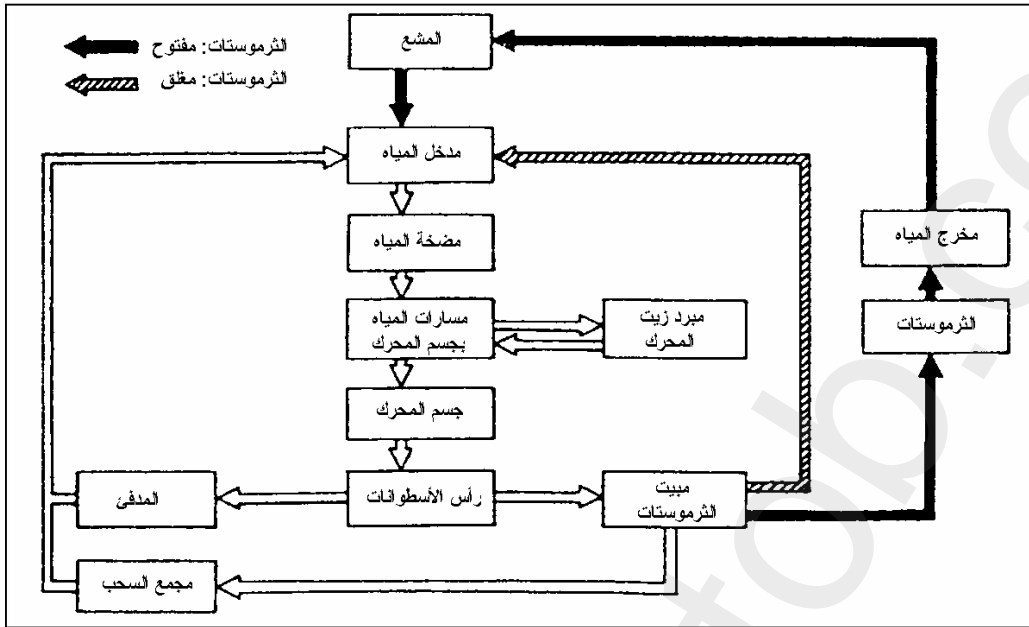 الثرموستات: مفتوح
الثرموستات: مغلق
المشع
مدخل المياه
مضخة المياه
مسارات المياه
بجسم المحرك
مبرد زيت
المحرك
جسم المحرك
رأس الأسطوانات
المدفئ
مجمع السحب
مبيت
الثرموستات
الثرموستات
مخرج المياه